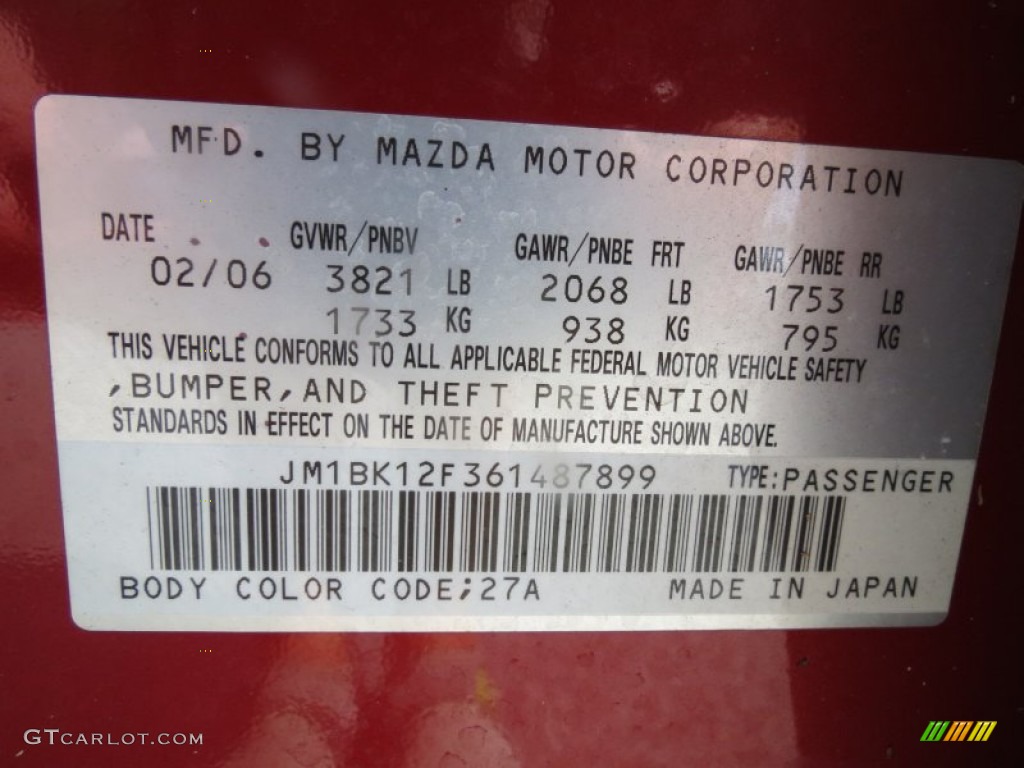 MFD. BY MAZDA MOTOR CORPORATION
DATE GVWR/PNBV GAWR/PNBE FRT GAWR/PNBE RR
02/06 3821 LB 2068 LB 1753 LB
1733 KG 938 KG 795 KG
THIS VEHICLE CONFORMS TO ALL APPLICABLE FEDERAL MOTOR VEHICLE SAFETY
,BUMPER,AND THEFT PREVENTION
STANDARDS IN EFFECT ON THE DATE OF MANUFACTURE SHOWN ABOVE.
JM1BK12F361487899 TYPE:PASSENGER
BODY COLOR CODE;27A MADE IN JAPAN
GTCARLOT.COM